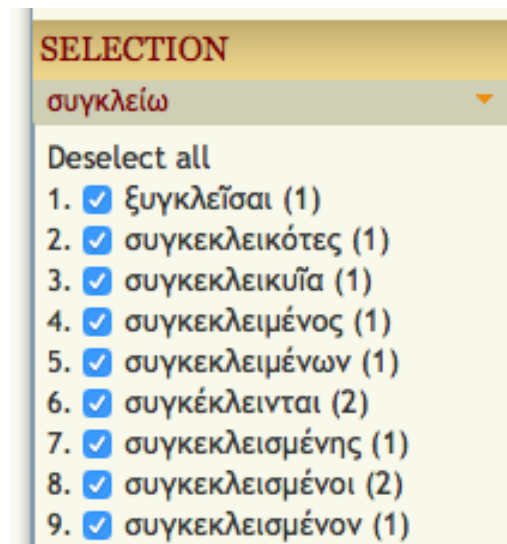 SELECTION
συγκλείω
Deselect all
1. ξυγκλεῖσαι (1)
2. συγκεκλεικότες (1)
3. συγκεκλεικυῖα (1)
4. συγκεκλειμένος (1)
5. συγκεκλειμένων (1)
6. συγκέκλεινται (2)
7. συγκεκλεισμένης (1)
8. συγκεκλεισμένοι (2)
9. συγκεκλεισμένον (1)